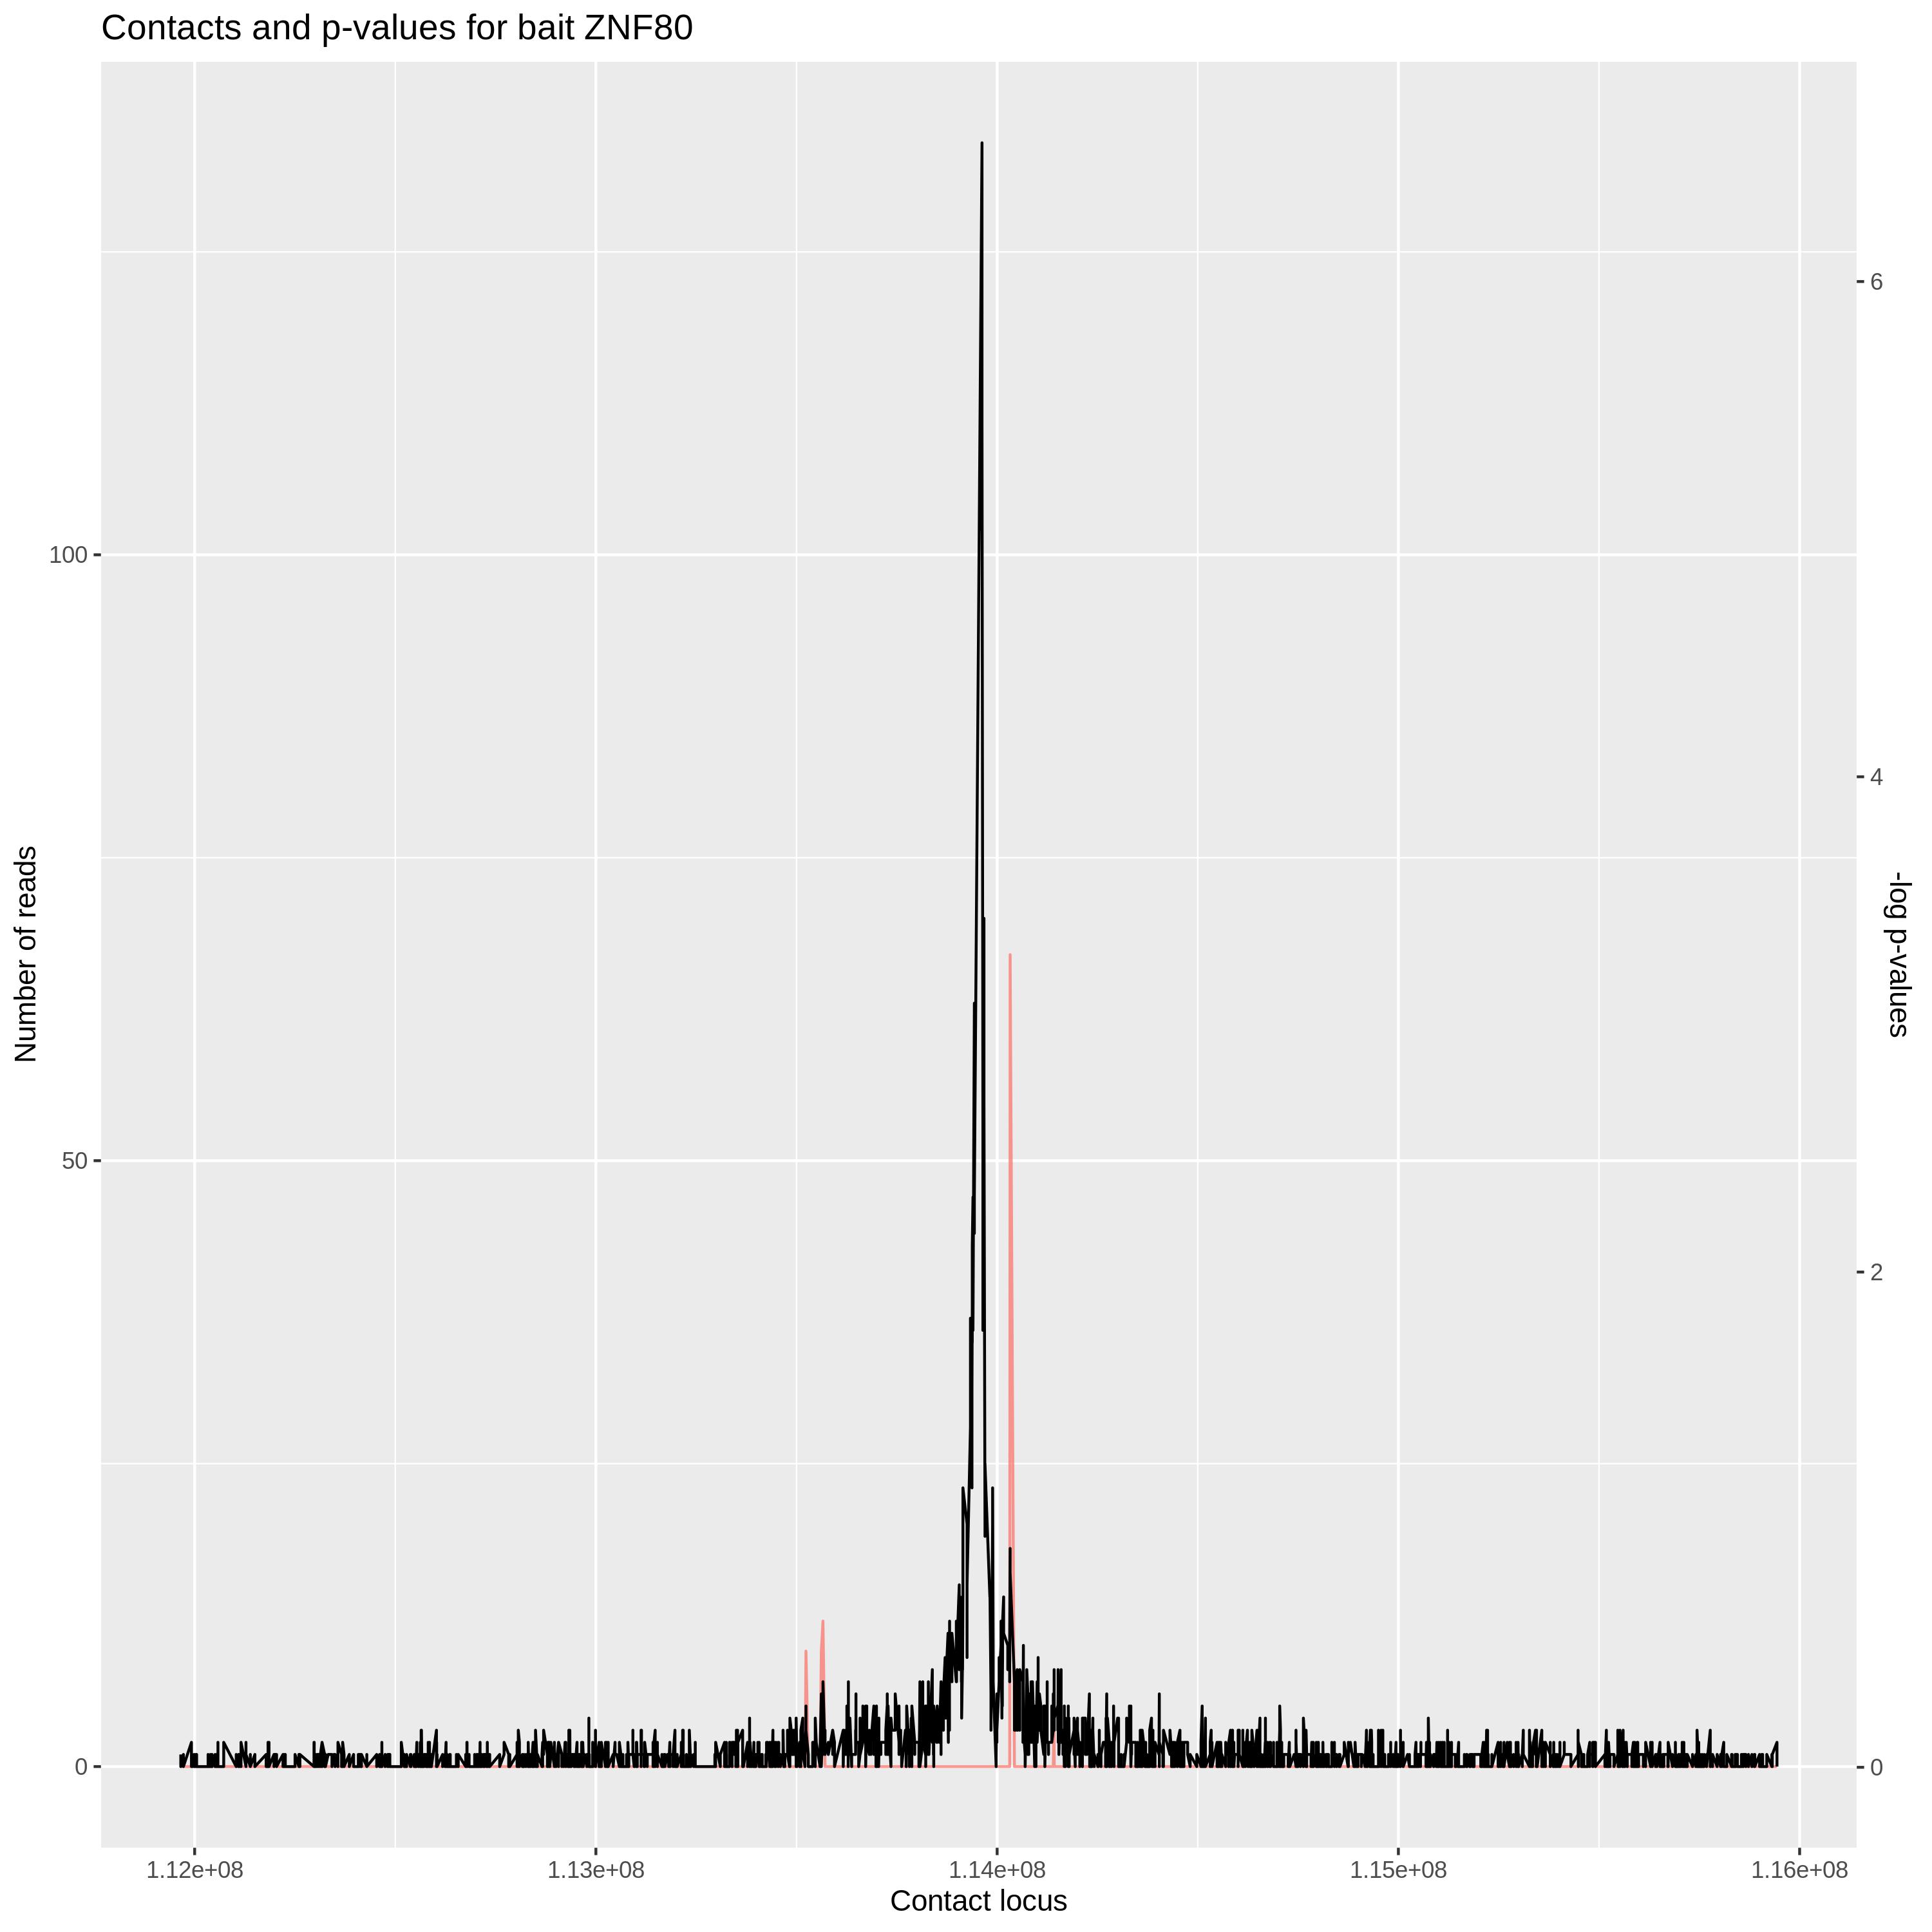 Contacts and p-values for bait ZNF80
Number of reads
100
50
0
6
4
2
0
-log p-values
1.12e+08
1.13e+08
1.14e+08
1.15e+08
1.16e+08
Contact locus